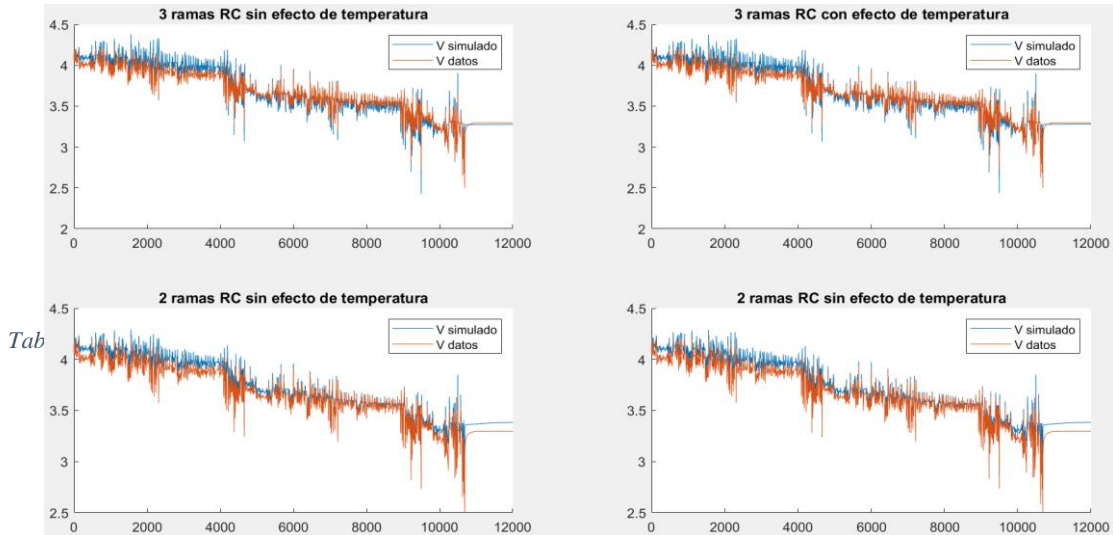 3 ramas RC sin efecto de temperatura
4.5
4
3.5
3
2.5
2
0 2000 4000 6000 8000 10000 12000
V simulado
V datos
3 ramas RC con efecto de temperatura
4.5
4
3.5
3
2.5
2
0 2000 4000 6000 8000 10000 12000
V simulado
V datos
2 ramas RC sin efecto de temperatura
4.5
4
3.5
3
2.5
0 2000 4000 6000 8000 10000 12000
V simulado
V datos
Tab
2 ramas RC sin efecto de temperatura
4.5
4
3.5
3
2.5
0 2000 4000 6000 8000 10000 12000
V simulado
V datos